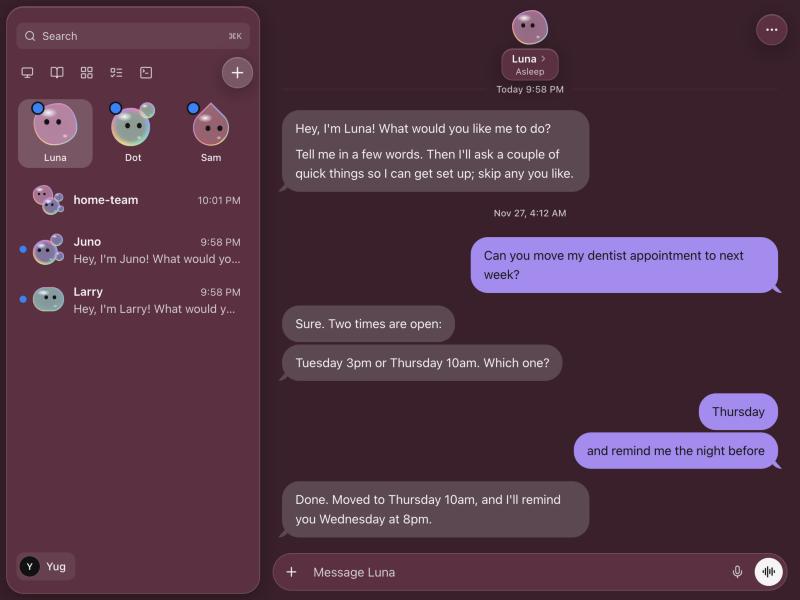 Search
⌘K
Luna
Dot
Sam
home-team
10:01 PM
Juno
9:58 PM
Hey, I'm Juno! What would yo...
Larry
9:58 PM
Hey, I'm Larry! What would y...
Y
Yug
Luna
Asleep
Today 9:58 PM
Hey, I'm Luna! What would you like me to do?
Tell me in a few words. Then I'll ask a couple of
quick things so I can get set up; skip any you like.
Nov 27, 4:12 AM
Can you move my dentist appointment to next
week?
Sure. Two times are open:
Tuesday 3pm or Thursday 10am. Which one?
Thursday
and remind me the night before
Done. Moved to Thursday 10am, and I'll remind
you Wednesday at 8pm.
Message Luna